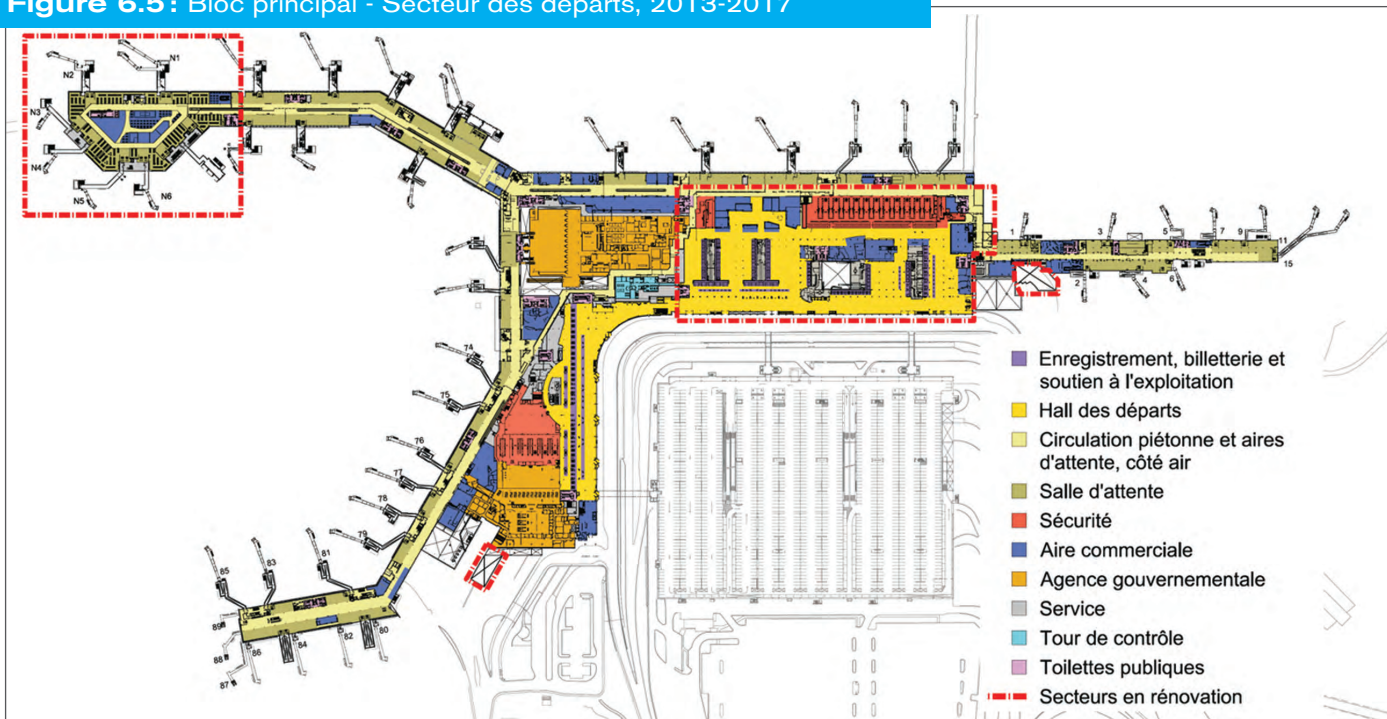 Figure 6.5: Bloc principal - Secteur des départs, 2013-2017
N1
N2
N3
N4
N5
N6
1
3
5
7
9
11
15
2
4
6
74
75
76
77
78
79
81
83
85
89
88
87
86
84
82
80
Enregistrement, billetterie et
soutien à l'exploitation
Hall des départs
Circulation piétonne et aires
d'attente, côté air
Salle d'attente
Sécurité
Aire commerciale
Agence gouvernementale
Service
Tour de contrôle
Toilettes publiques
Secteurs en rénovation